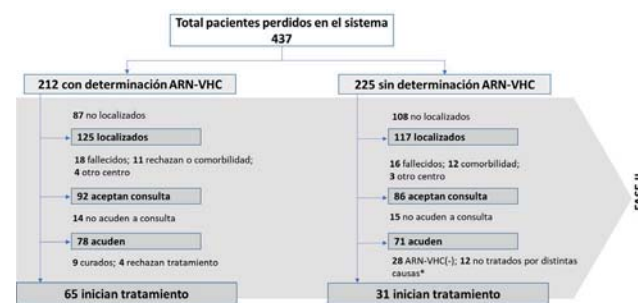 Total pacientes perdidos en el sistema
437
212 con determinación ARN-VHC
87 no localizados
125 localizados
18 fallecidos; 11 rechazan o comorbilidad;
4 otro centro
92 aceptan consulta
14 no acuden a consulta
78 acuden
9 curados; 4 rechazan tratamiento
65 inician tratamiento
225 sin determinación ARN-VHC
108 no localizados
117 localizados
16 fallecidos; 12 comorbilidad;
3 otro centro
86 aceptan consulta
15 no acuden a consulta
71 acuden
28 ARN-VHC(-); 12 no tratados por distintas
causas*
31 inician tratamiento
FASE II